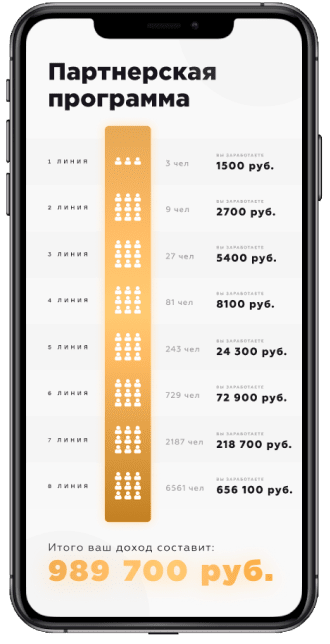 Партнерская
программа
1 ЛИНИЯ 3 чел ВЫ ЗАРАБОТАЕТЕ
1500 руб.
2 ЛИНИЯ 9 чел ВЫ ЗАРАБОТАЕТЕ
2700 руб.
3 ЛИНИЯ 27 чел ВЫ ЗАРАБОТАЕТЕ
5400 руб.
4 ЛИНИЯ 81 чел ВЫ ЗАРАБОТАЕТЕ
8100 руб.
5 ЛИНИЯ 243 чел ВЫ ЗАРАБОТАЕТЕ
24 300 руб.
6 ЛИНИЯ 729 чел ВЫ ЗАРАБОТАЕТЕ
72 900 руб.
7 ЛИНИЯ 2187 чел ВЫ ЗАРАБОТАЕТЕ
218 700 руб.
8 ЛИНИЯ 6561 чел ВЫ ЗАРАБОТАЕТЕ
656 100 руб.
Итого ваш доход составит:
989 700 руб.